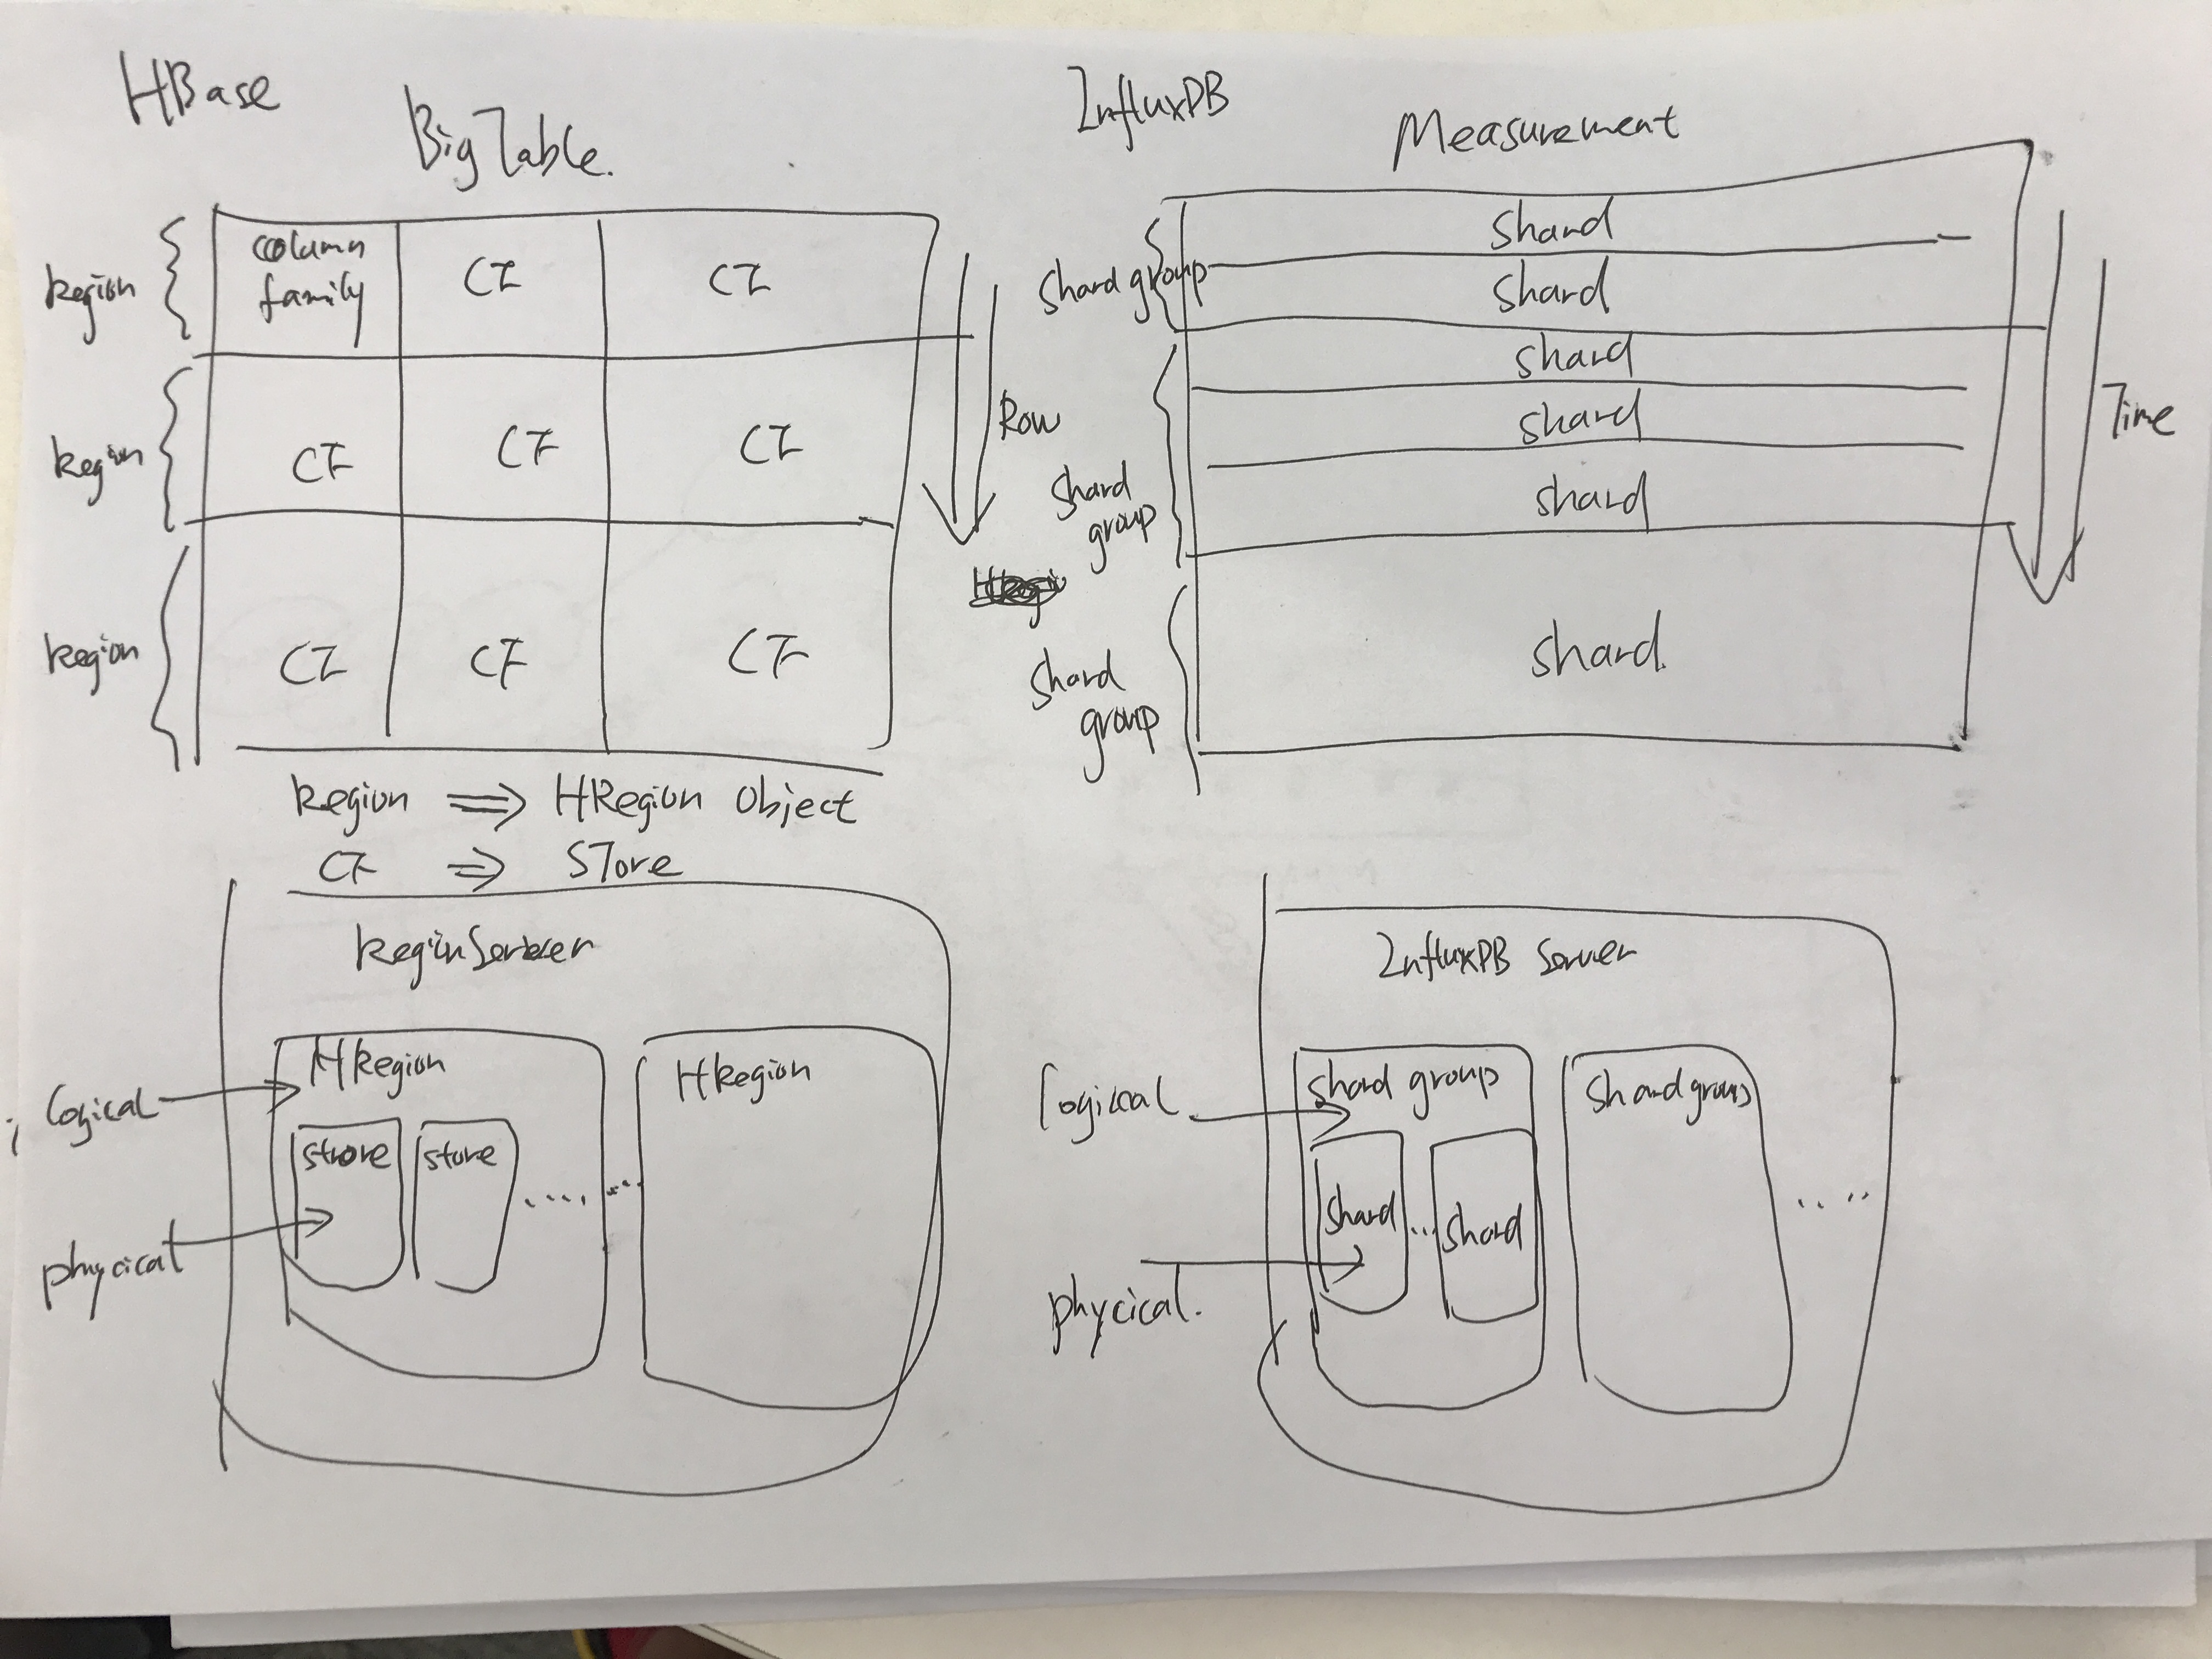 HBase
BigTable.
region
column
family
CF
CF
Row
region
CF
CF
CF
region
CF
CF
CF
Region ⇒ HRegion Object
CF ⇒ STore
ReginServer
HRegion
HRegion
logical
strore
store
.....
...
phycical
InfluxDB
Measurement
shard group
shard
shard
Time
shard
group
shard
shard
shard
shard
group
shard.
InfluxDB Server
logical
shard group
shard group
shard
...
shard
.....
phycical.